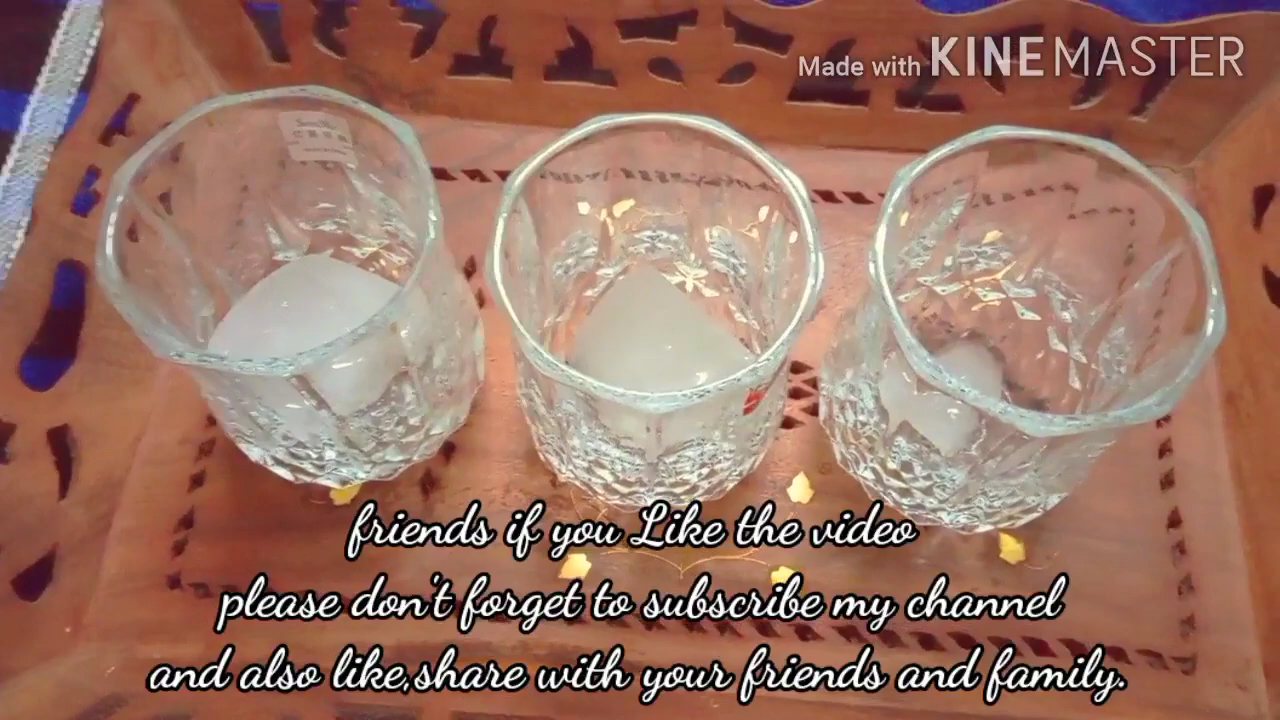 Made with KINEMASTER
friends if you Like the video
please don't forget to subscribe my channel
and also like,share with your friends and family.